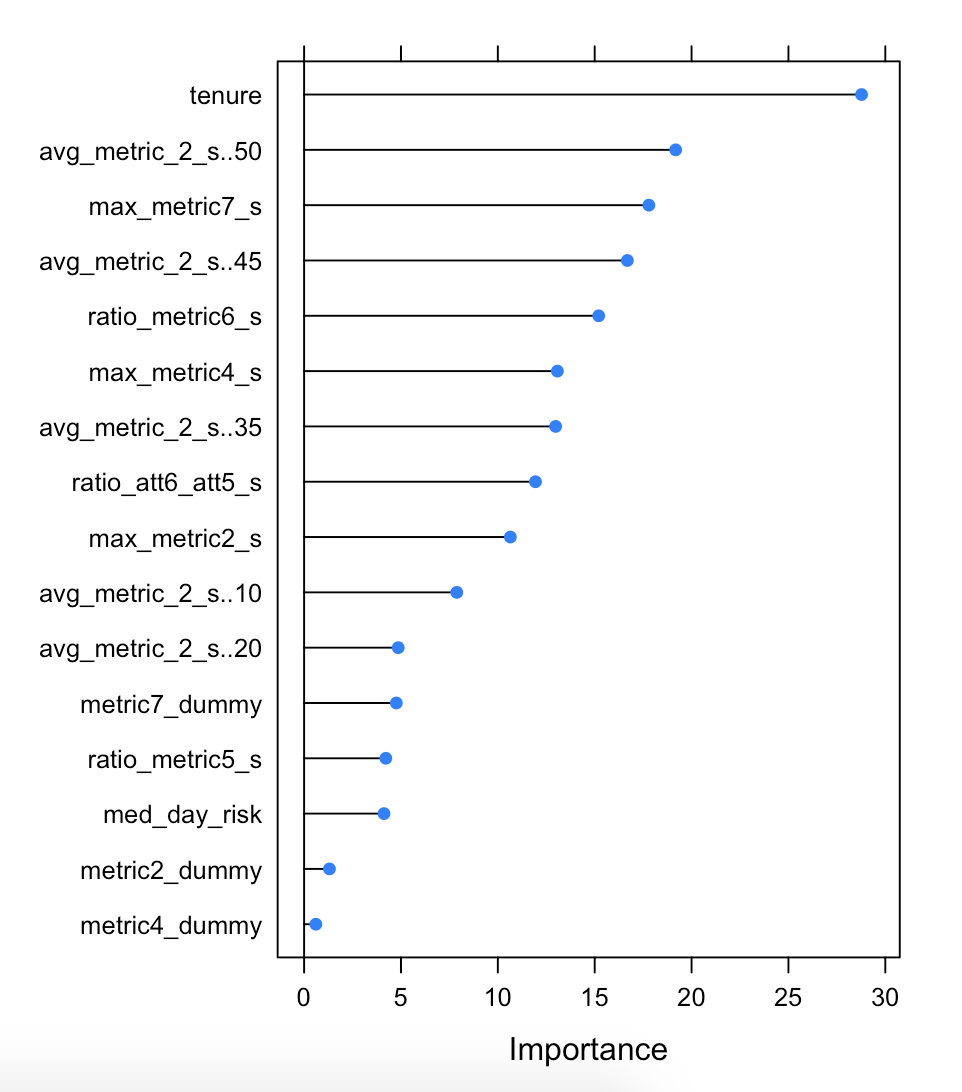 tenure
avg_metric_2_s..50
max_metric7_s
avg_metric_2_s..45
ratio_metric6_s
max_metric4_s
avg_metric_2_s..35
ratio_att6_att5_s
max_metric2_s
avg_metric_2_s..10
avg_metric_2_s..20
metric7_dummy
ratio_metric5_s
med_day_risk
metric2_dummy
metric4_dummy
0 5 10 15 20 25 30
Importance